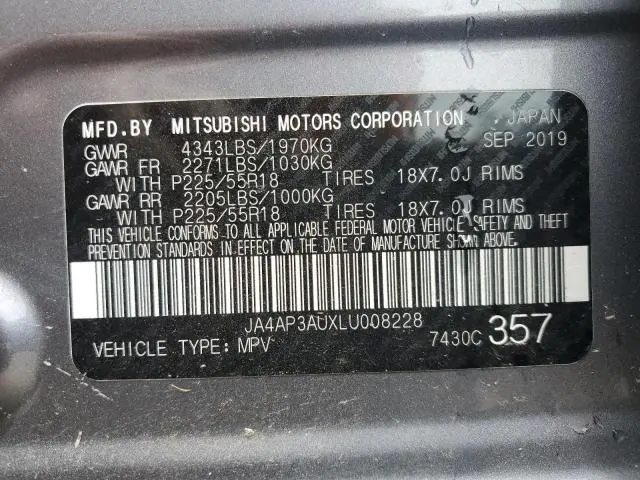 MFD.BY MITSUBISHI MOTORS CORPORATION JAPAN
GWWR 4343LBS/1970KG SEP 2019
GAWR FR 2271LBS/1030KG
WITH P225/55R18 TIRES 18X7.0J RIMS
GAWR RR 2205LBS/1000KG
WITH P225/55R18 TIRES 18X7.0J RIMS
THIS VEHICLE CONFORMS TO ALL APPLICABLE FEDERAL MOTOR VEHICLE SAFETY AND THEFT
PREVENTION STANDARDS IN EFFECT ON THE DATE OF MANUFACTURE SHOWN ABOVE.
JA4AP3AUXLU008228
VEHICLE TYPE: MPV 7430C 357